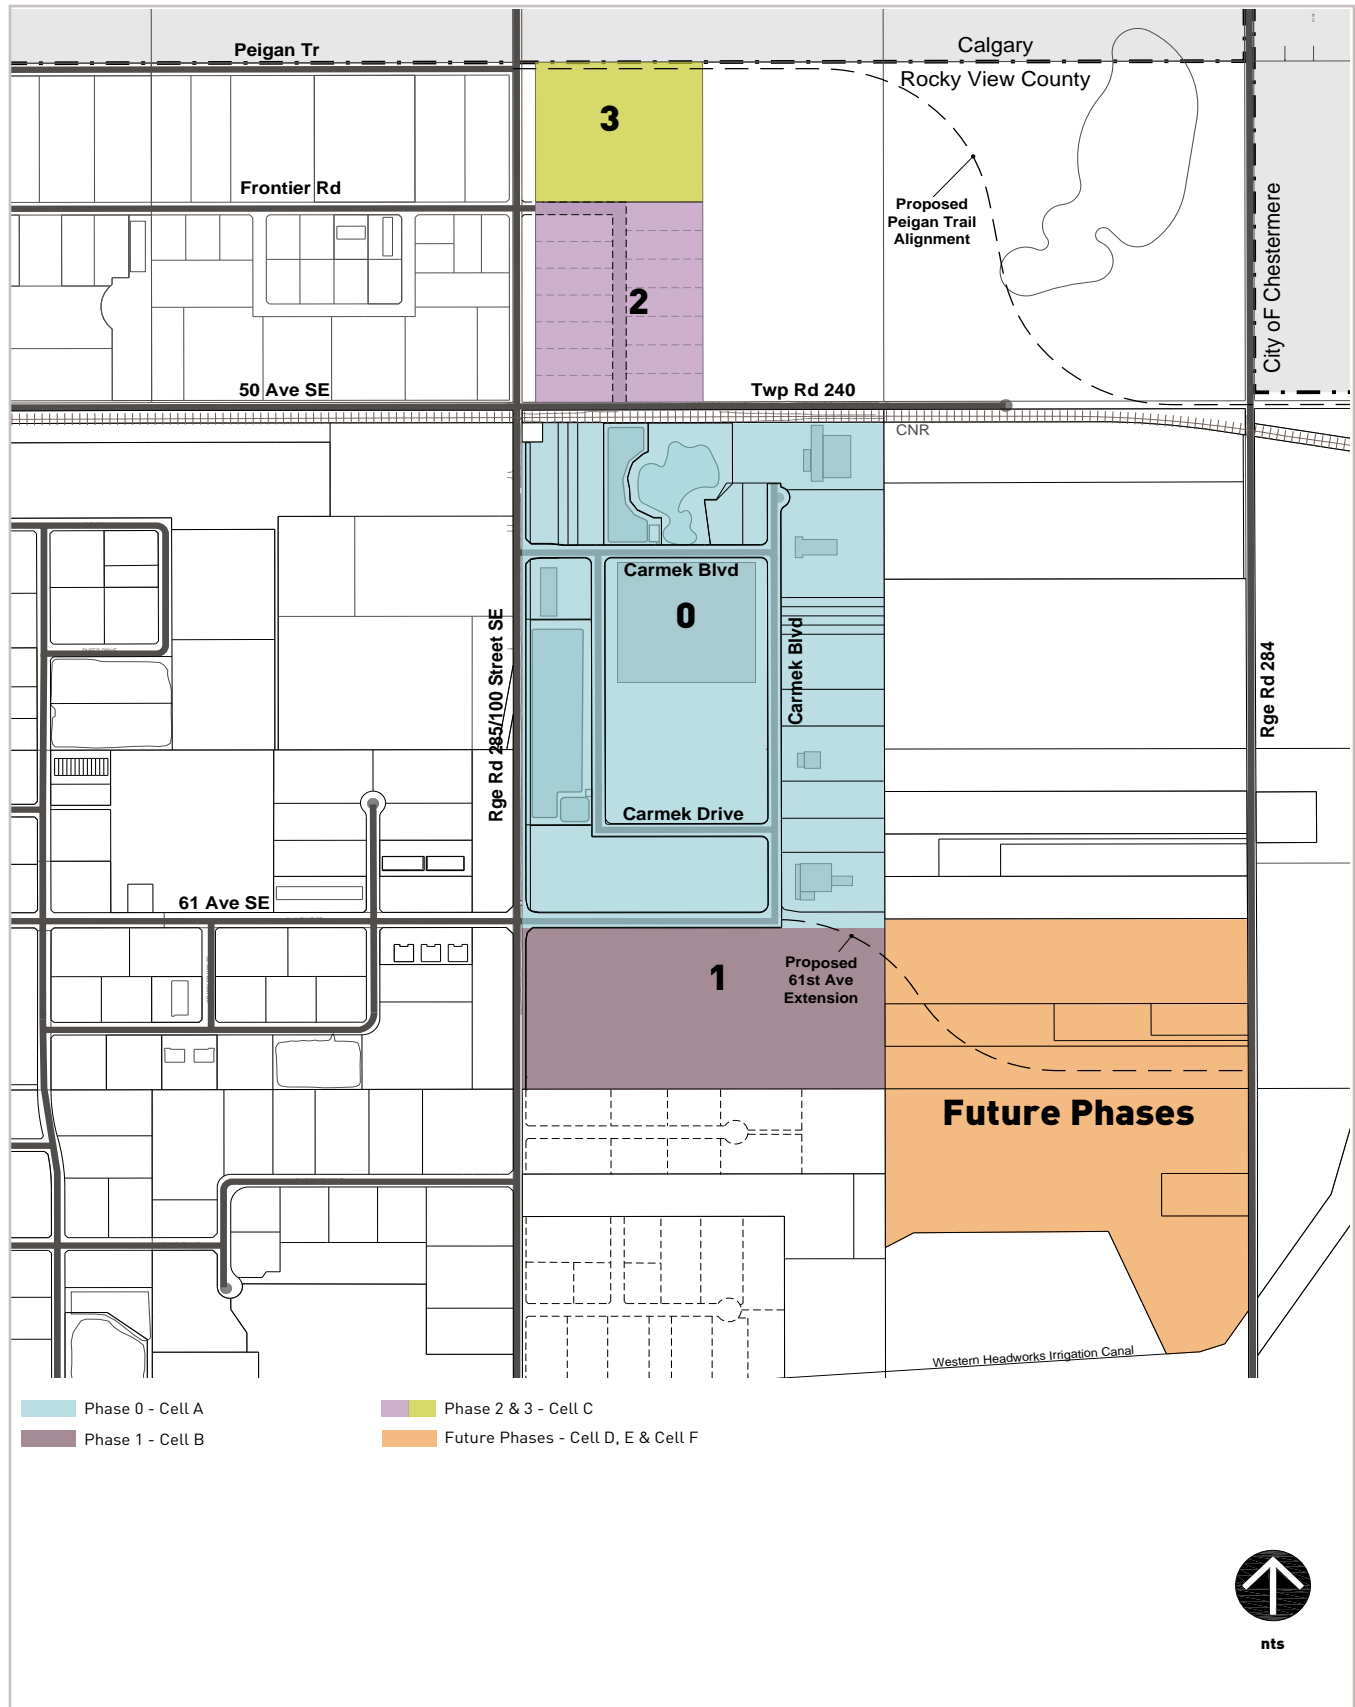 Peigan Tr
Calgary
Rocky View County
3
Frontier Rd
Proposed
Peigan Trail
Alignment
City oF Chestermere
2
50 Ave SE
Twp Rd 240
CNR
Carmek Blvd
0
Rge Rd 285/100 Street SE
Carmek Blvd
Rge Rd 284
Carmek Drive
61 Ave SE
1
Proposed
61st Ave
Extension
Future Phases
Western Headworks Irrigation Canal
Phase 0 - Cell A
Phase 2 & 3 - Cell C
Phase 1 - Cell B
Future Phases - Cell D, E & Cell F
nts